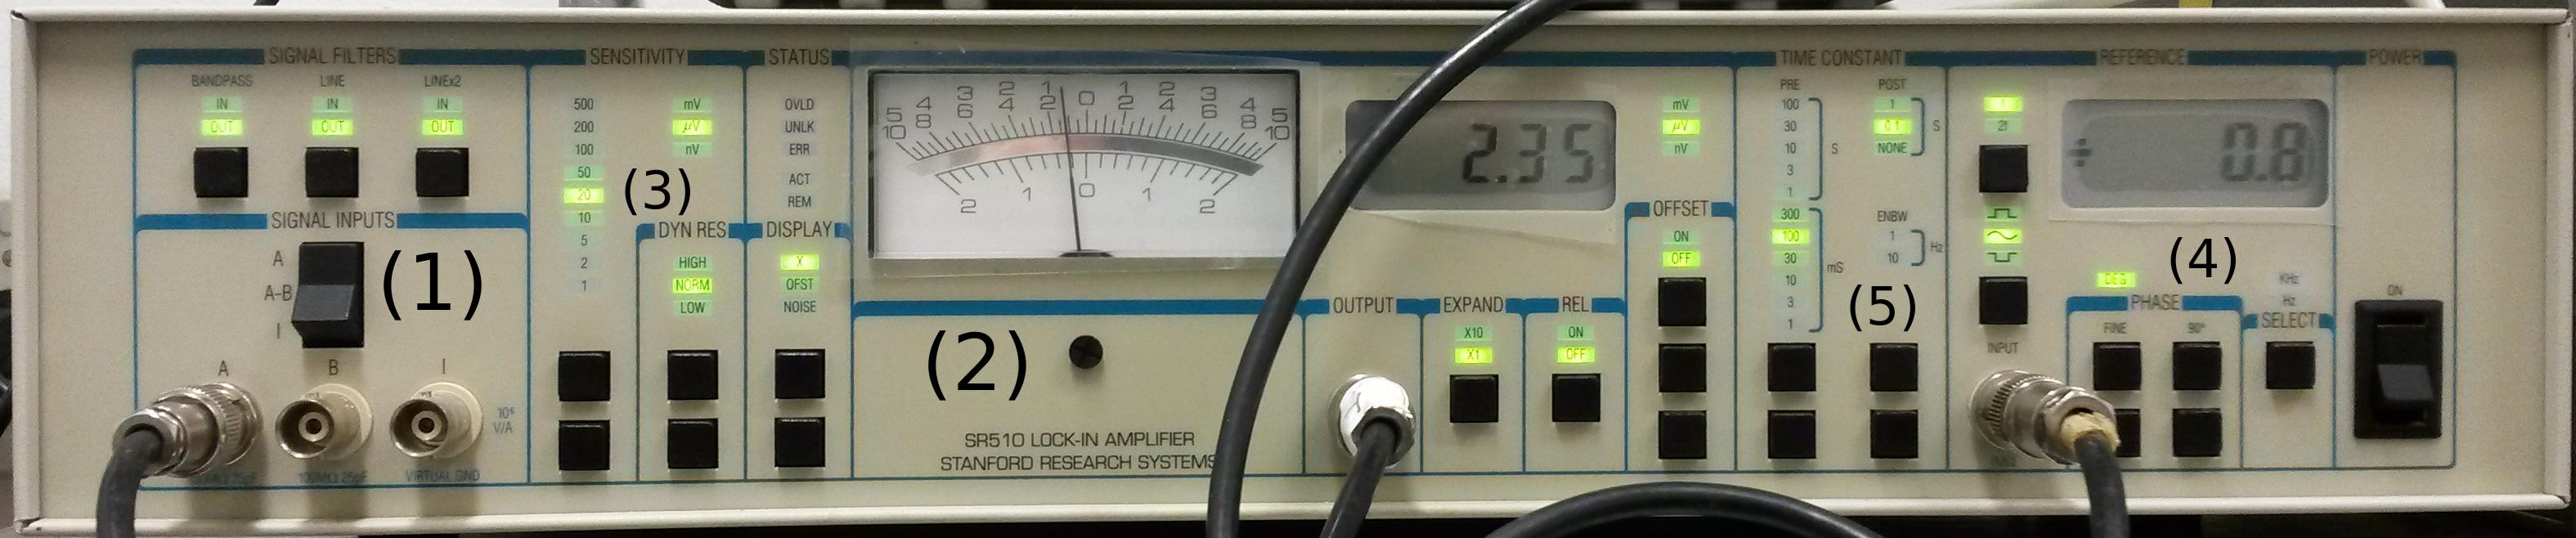 SIGNAL FILTERS
BANDPASS LINE LINEx2
IN IN IN
OUT OUT OUT
SIGNAL INPUTS
A
A-B
I
(1)
A B I
10⁶
V/A
100MΩ 25pF VIRTUAL GND
SENSITIVITY
500 mV
200 µV
100 nV
50
20
10
5
2
1
(3)
DYN RES
HIGH
NORM
LOW
STATUS
OVLD
UNLK
ERR
ACT
REM
DISPLAY
X
OFST
NOISE
5 4 3 2 1 0 1 2 3 4 5
10 8 6 4 2 2 4 6 8 10
2 1 0 1 2
(2)
SR510 LOCK-IN AMPLIFIER
STANFORD RESEARCH SYSTEMS
2.35
mV
µV
nV
OUTPUT
EXPAND
X10
X1
REL
ON
OFF
OFFSET
ON
OFF
TIME CONSTANT
PRE POST
100 1
30 0.1 S
10 S NONE
3
1
300 ENBW
100 1 Hz
30 mS 10
10
3
1
(5)
REFERENCE
f
2f
INPUT
÷ 0.8
(4)
DEG KHz
Hz
PHASE
FINE 90°
SELECT
POWER
ON